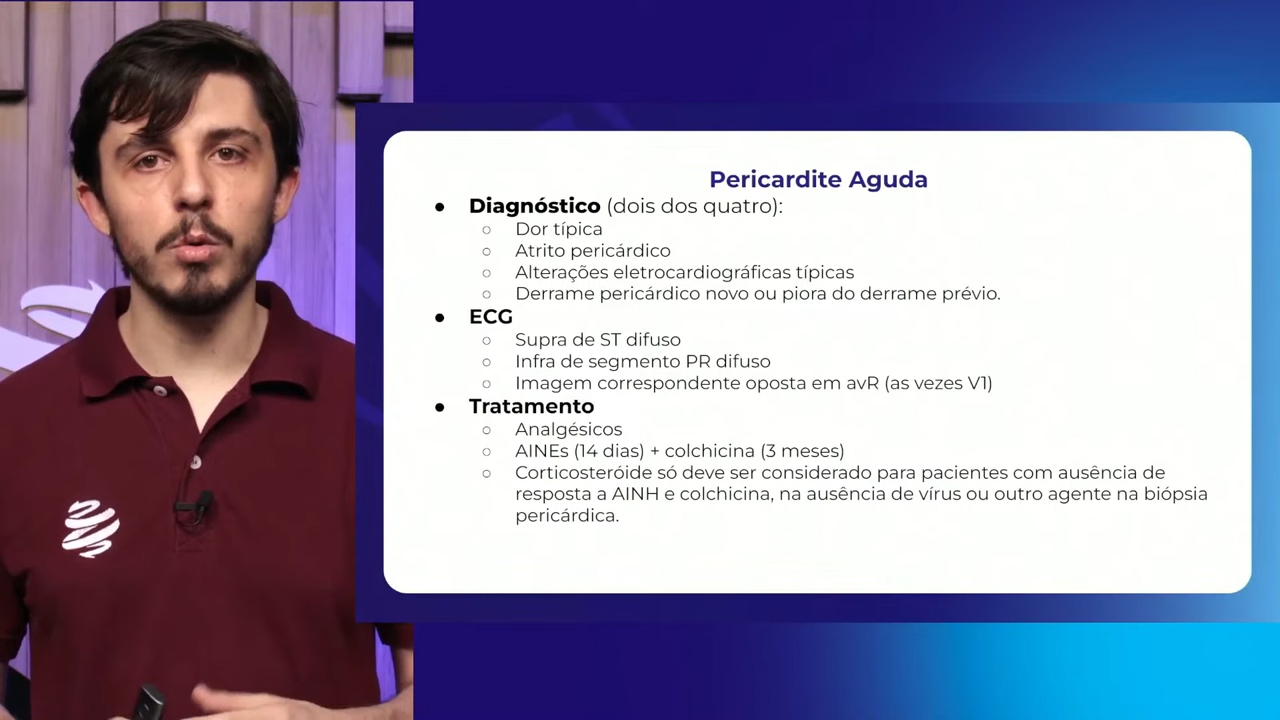 Pericardite Aguda
● Diagnóstico (dois dos quatro):
○ Dor típica
○ Atrito pericárdico
○ Alterações eletrocardiográficas típicas
○ Derrame pericárdico novo ou piora do derrame prévio.
● ECG
○ Supra de ST difuso
○ Infra de segmento PR difuso
○ Imagem correspondente oposta em avR (as vezes V1)
● Tratamento
○ Analgésicos
○ AINEs (14 dias) + colchicina (3 meses)
○ Corticosteróide só deve ser considerado para pacientes com ausência de
resposta a AINH e colchicina, na ausência de vírus ou outro agente na biópsia
pericárdica.